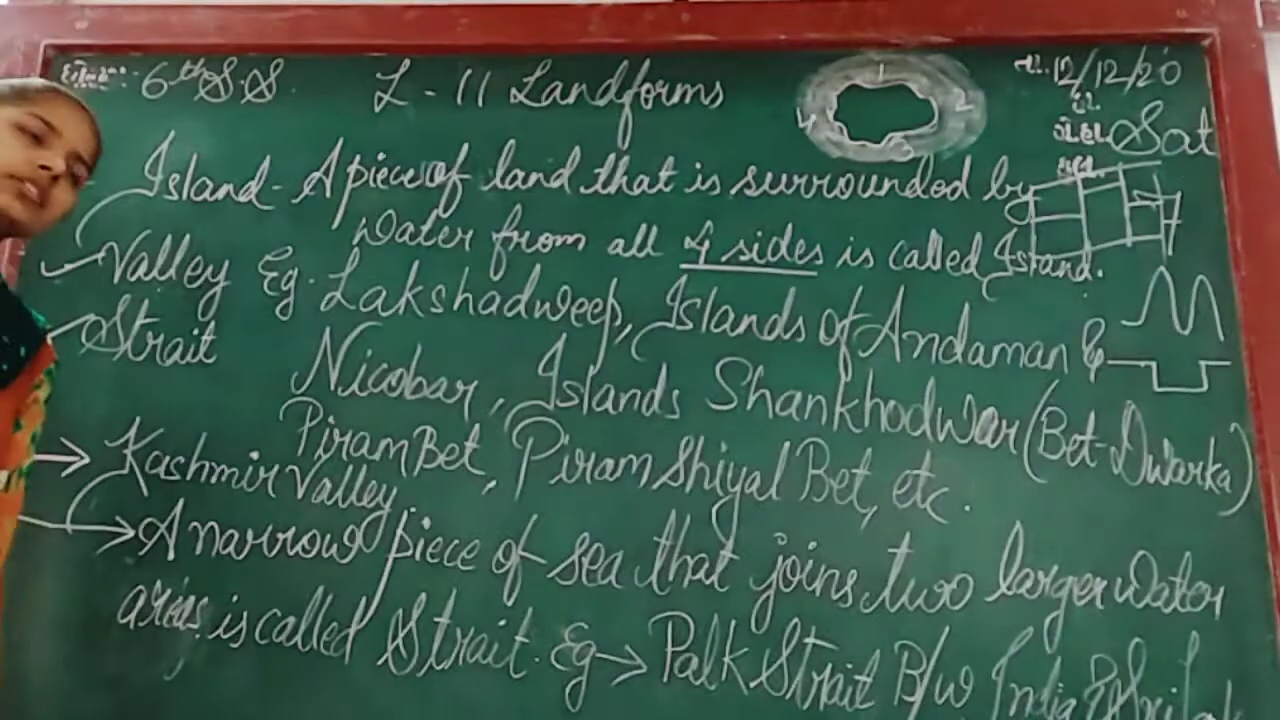 6th S.S. L - 11 Landforms તા. 12/12/20
Sat
1 2 4
Island - A piece of land that is surrounded by
Water from all 4 sides is called Island.
Valley Eg. Lakshadweep, Islands of Andaman &
Strait Nicobar, Islands Shankhodwar (Bet-Dwarka)
Piram Bet, Piram Shiyal Bet, etc.
Kashmir Valley.
A narrow piece of sea that joins two larger water
areas is called Strait. Eg → Palk Strait B/w India &